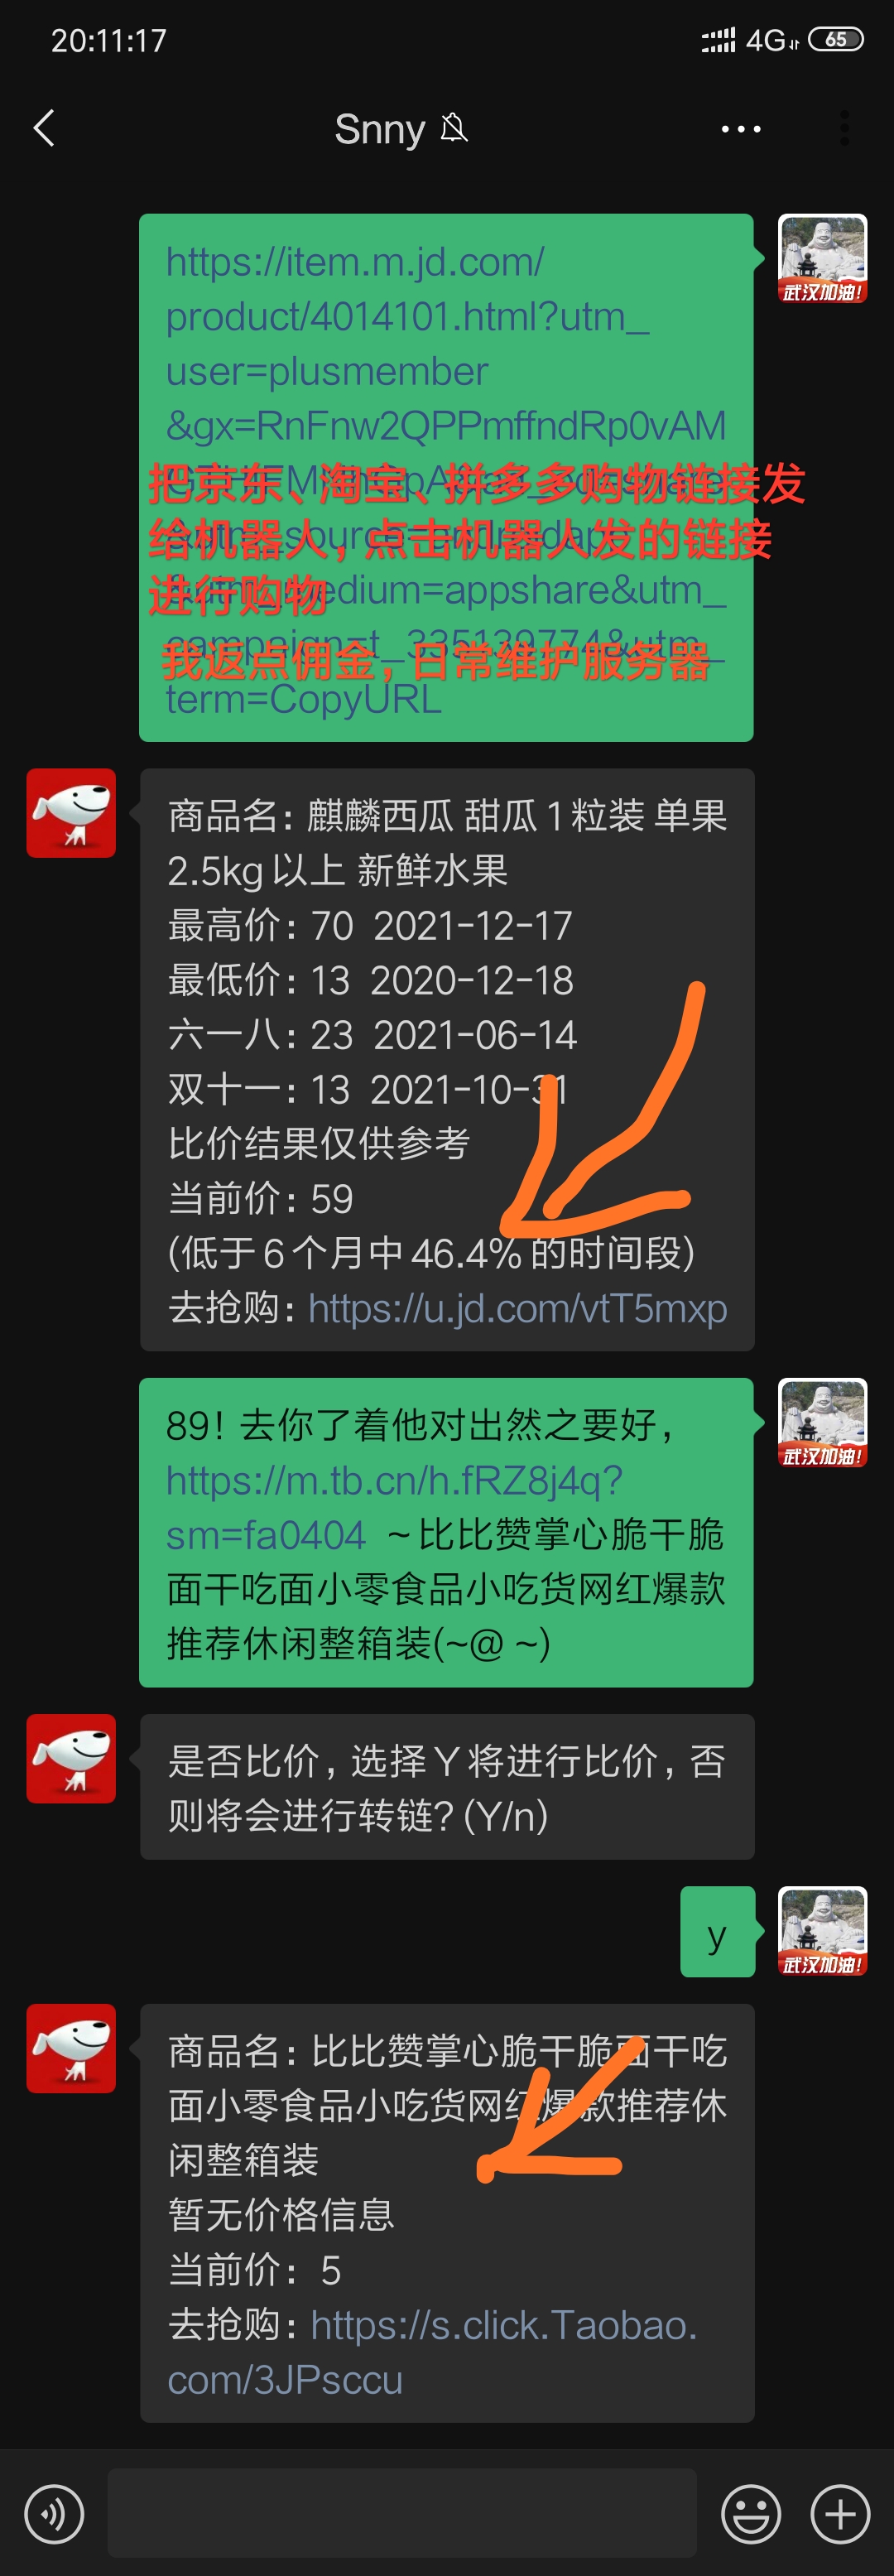 20:11:17
4G 65
Snny
https://item.m.jd.com/
product/4014101.html?utm_
user=plusmember
&gx=RnFnw2QPPmffndRp0vAM
把京东、淘宝、拼多多购物链接发
给机器人，点击机器人发的链接
进行购物
edium=appshare&utm_
我返点佣金，日常维护服务器
term=CopyURL
武汉加油!
商品名：麒麟西瓜 甜瓜 1 粒装 单果
2.5kg 以上 新鲜水果
最高价：70 2021-12-17
最低价：13 2020-12-18
六一八：23 2021-06-14
双十一：13 2021-10-31
比价结果仅供参考
当前价：59
(低于 6 个月中 46.4% 的时间段)
去抢购：https://u.jd.com/vtT5mxp
89！去你了着他对出然之要好，
https://m.tb.cn/h.fRZ8j4q?
sm=fa0404 ~ 比比赞掌心脆干脆
面干吃面小零食品小吃货网红爆款
推荐休闲整箱装(~@ ~)
武汉加油!
是否比价，选择 Y 将进行比价，否
则将会进行转链? (Y/n)
y
武汉加油!
商品名：比比赞掌心脆干脆面干吃
面小零食品小吃货网红爆款推荐休
闲整箱装
暂无价格信息
当前价： 5
去抢购：https://s.click.Taobao.
com/3JPsccu